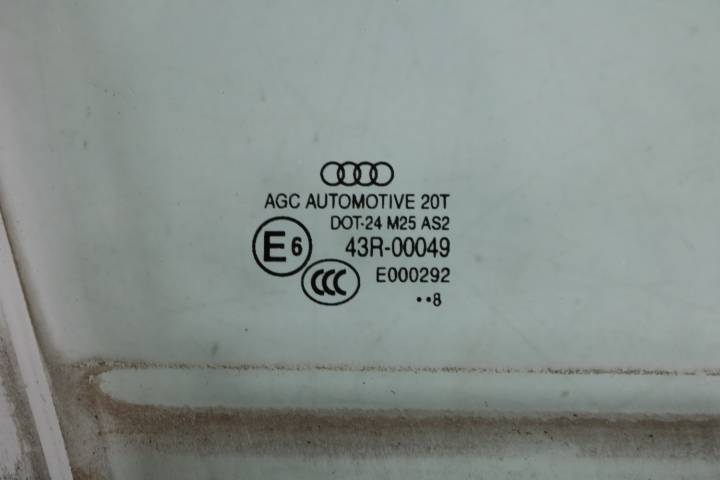 AGC AUTOMOTIVE 20T
DOT-24 M25 AS2
E6 43R-00049
CCC E000292
••8